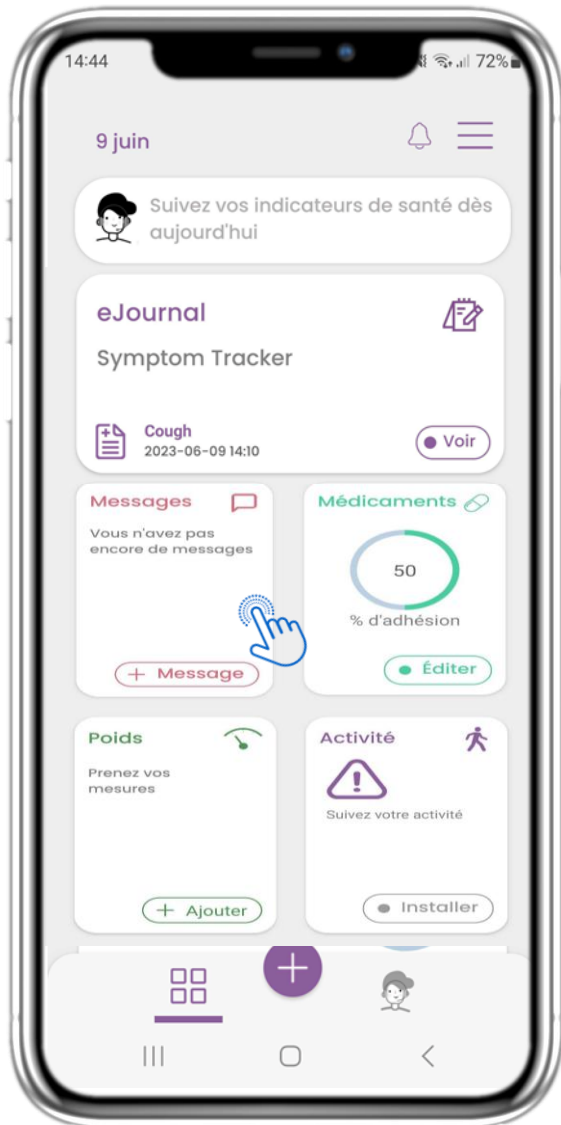 14:44
72%
9 juin
Suivez vos indicateurs de santé dès
aujourd'hui
eJournal
Symptom Tracker
Cough
2023-06-09 14:10
Voir
Messages
Vous n'avez pas
encore de messages
+ Message
Médicaments
50
% d'adhésion
Éditer
Poids
Prenez vos
mesures
+ Ajouter
Activité
Suivez votre activité
Installer